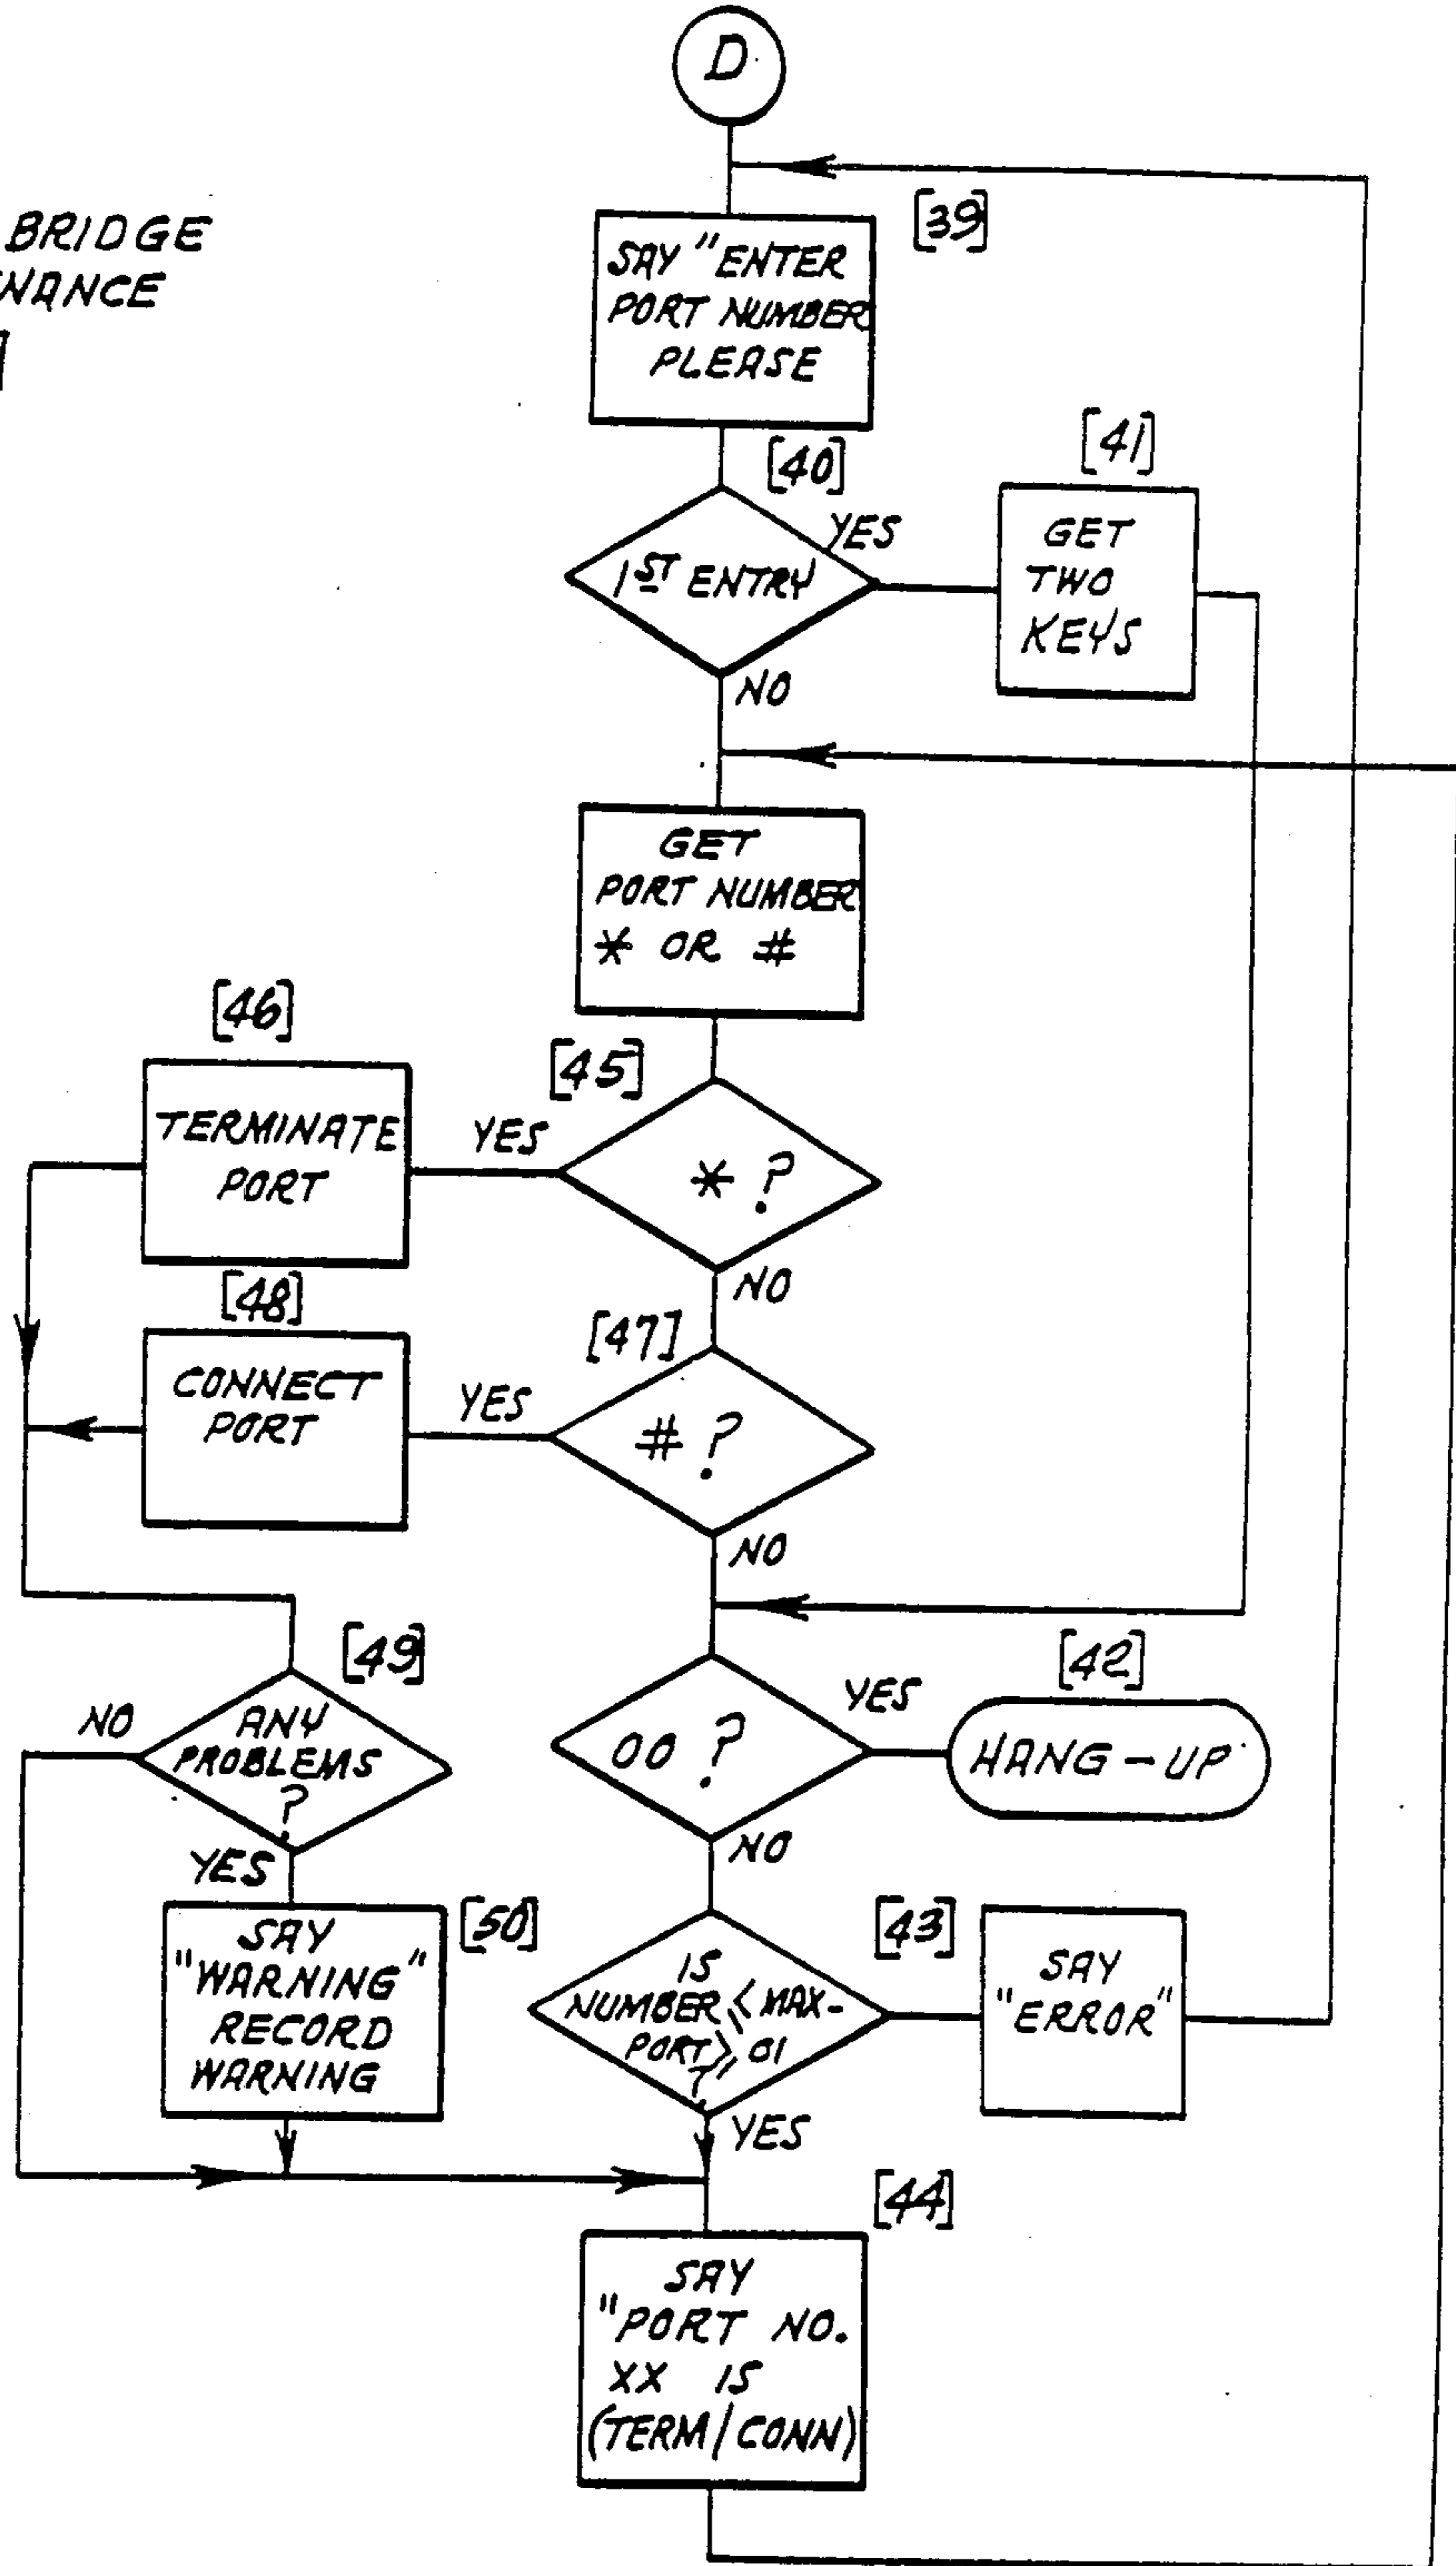 D
BRIDGE
NANCE
]
[39]
SAY "ENTER
PORT NUMBER
PLEASE
[40]
[41]
1ST ENTRY
YES
GET
TWO
KEYS
NO
GET
PORT NUMBER
* OR #
[46]
[45]
TERMINATE
PORT
YES
* ?
NO
[48]
[47]
CONNECT
PORT
YES
# ?
NO
[49]
[42]
NO
ANY
PROBLEMS
?
YES
00 ?
YES
HANG-UP
NO
SAY
"WARNING"
RECORD
WARNING
[50]
IS
NUMBER ≤ MAX-
PORT ≥ 01
?
[43]
SAY
"ERROR"
YES
[44]
SAY
"PORT NO.
XX IS
(TERM/CONN)